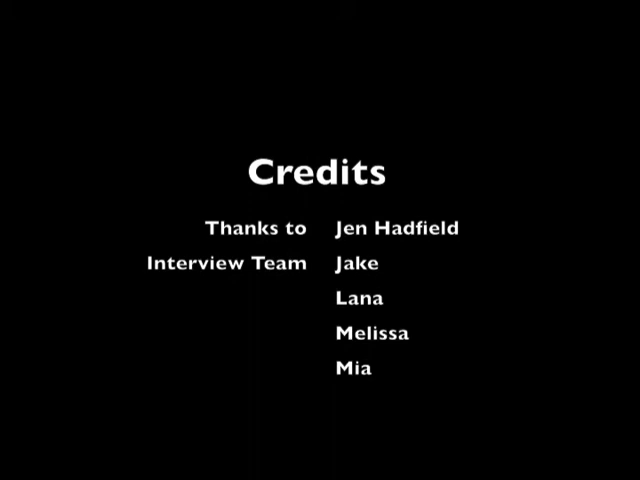 Credits
Thanks to Jen Hadfield
Interview Team Jake
Lana
Melissa
Mia